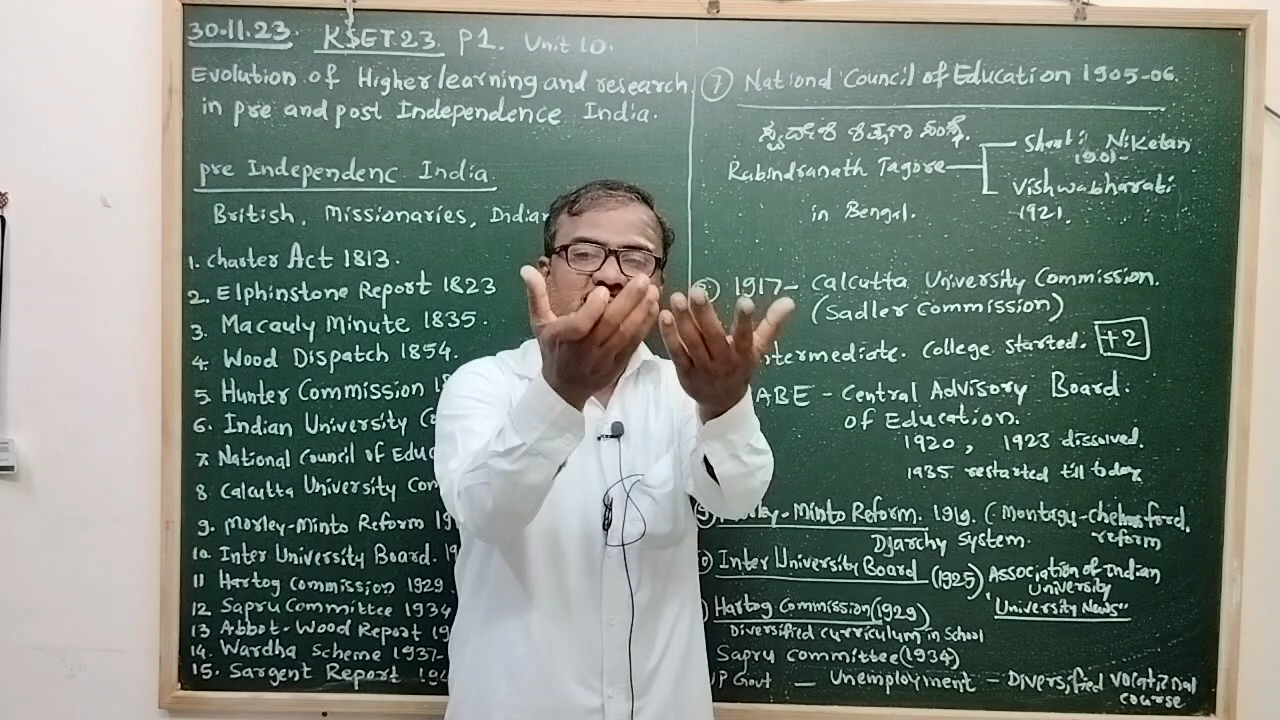 30.11.23. KSET.23 P1. Unit 10.
Evolution of Higher learning and research
in pre and post Independence India.
pre Independenc India
British, Missionaries, Didian
1. charter Act 1813.
2. Elphinstone Report 1823
3. Macauly Minute 1835.
4. Wood Dispatch 1854.
5. Hunter Commission
6. Indian University
7. National Council of Educ
8 Calcutta University Com
9. Morley-Minto Reform 19
10. Inter University Board. 19
11 Hartog Commission 1929
12 Sapru Committee 1934
13 Abbot-Wood Report 19
14. Wardha Scheme 1937-
15. Sargent Report 194
7 National Council of Education 1905-06.
ಸ್ವದೇಶಿ ಶಿಕ್ಷಣ ಸಂಸ್ಥೆ.
Rabindranath Tagore
Shanti Niketan
1901-
Vishwabharati
in Bengal.
1921.
1917- Calcutta University Commission.
(Sadler Commission)
ntermediate. College started. +2
ABE - Central Advisory Board.
of Education.
1920, 1923 dissolved.
1935 restarted till today
-Minto Reform. 1919. (Montagu-Chelmsford.
reform
Dyarchy System.
Inter University Board (1925) Association of Indian
University
"University News"
Hartog Commission (1929)
Diversified curriculum in School
Sapru committee (1934)
UP Govt - Unemployment - Diversified vocational
course